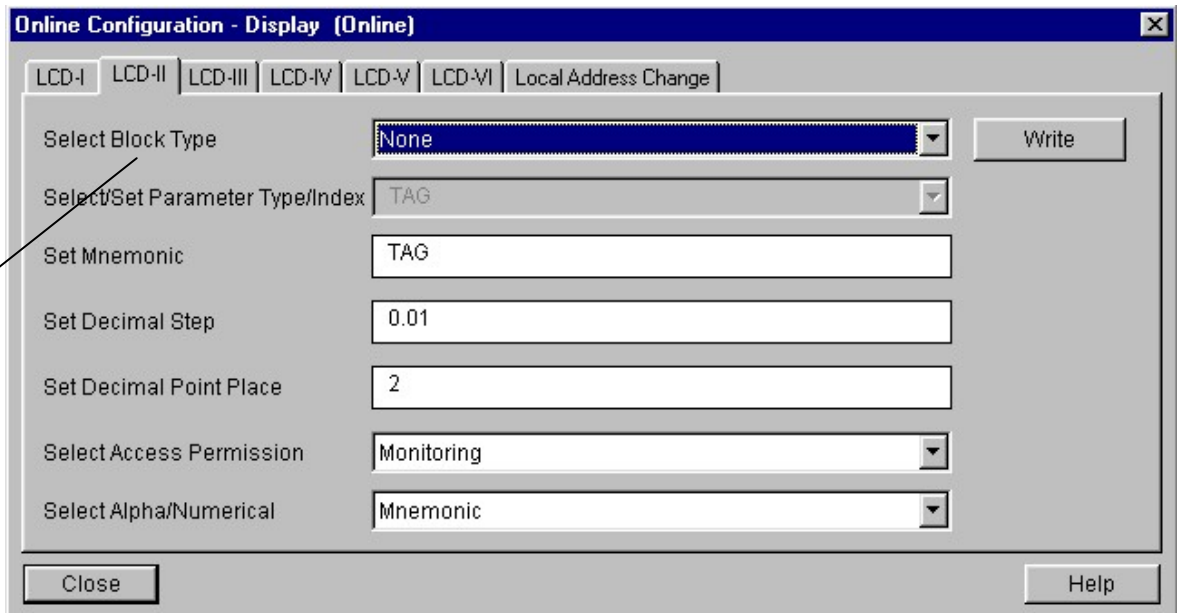 Online Configuration - Display (Online)
LCD-I LCD-II LCD-III LCD-IV LCD-V LCD-VI Local Address Change
Select Block Type None Write
Select/Set Parameter Type/Index TAG
Set Mnemonic TAG
Set Decimal Step 0.01
Set Decimal Point Place 2
Select Access Permission Monitoring
Select Alpha/Numerical Mnemonic
Close Help